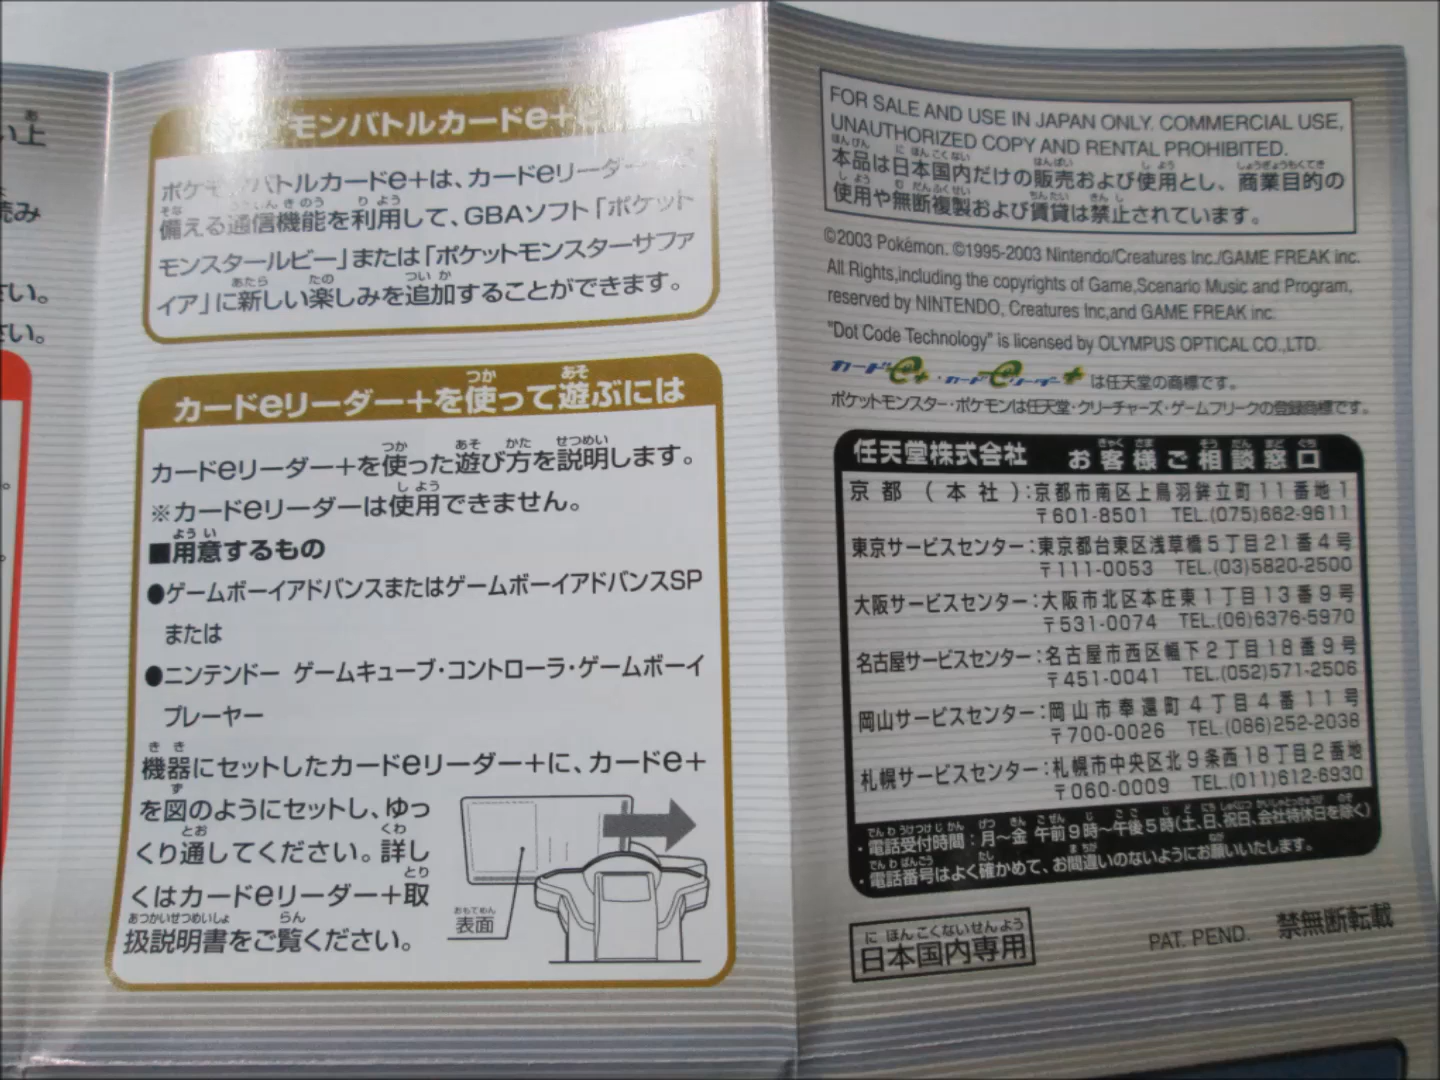 い上
読み
さい。
さい。
モンバトルカードe+と
ポケモンバトルカードe+は、カードeリーダー
備える通信機能を利用して、GBAソフト「ポケット
モンスタールビー」または「ポケットモンスターサファ
イア」に新しい楽しみを追加することができます。
カードeリーダー+を使って遊ぶには
カードeリーダー+を使った遊び方を説明します。
※カードeリーダーは使用できません。
■用意するもの
●ゲームボーイアドバンスまたはゲームボーイアドバンスSP
または
●ニンテンドー ゲームキューブ・コントローラ・ゲームボーイ
プレーヤー
機器にセットしたカードeリーダー+に、カードe+
を図のようにセットし、ゆっ
くり通してください。詳し
くはカードeリーダー+取
扱説明書をご覧ください。
表面
FOR SALE AND USE IN JAPAN ONLY. COMMERCIAL USE,
UNAUTHORIZED COPY AND RENTAL PROHIBITED.
本品は日本国内だけの販売および使用とし、商業目的の
使用や無断複製および賃貸は禁止されています。
©2003 Pokémon. ©1995-2003 Nintendo/Creatures Inc./GAME FREAK inc.
All Rights,including the copyrights of Game,Scenario Music and Program,
reserved by NINTENDO, Creatures Inc,and GAME FREAK inc.
"Dot Code Technology" is licensed by OLYMPUS OPTICAL CO.,LTD.
カードe+・カードeリーダー+は任天堂の商標です。
ポケットモンスター・ポケモンは任天堂・クリーチャーズ・ゲームフリークの登録商標です。
任天堂株式会社 お客様ご相談窓口
京都(本社):京都市南区上鳥羽鉾立町11番地1
〒601-8501 TEL.(075)662-9611
東京サービスセンター:東京都台東区浅草橋5丁目21番4号
〒111-0053 TEL.(03)5820-2500
大阪サービスセンター:大阪市北区本庄東1丁目13番9号
〒531-0074 TEL.(06)6376-5970
名古屋サービスセンター:名古屋市西区幅下2丁目18番9号
〒451-0041 TEL.(052)571-2506
岡山サービスセンター:岡山市奉還町4丁目4番11号
〒700-0026 TEL.(086)252-2038
札幌サービスセンター:札幌市中央区北9条西18丁目2番地
〒060-0009 TEL.(011)612-6930
・電話受付時間:月〜金 午前9時〜午後5時(土、日、祝日、会社特休日を除く)
・電話番号はよく確かめて、お間違いのないようにお願いいたします。
日本国内専用
PAT. PEND. 禁無断転載